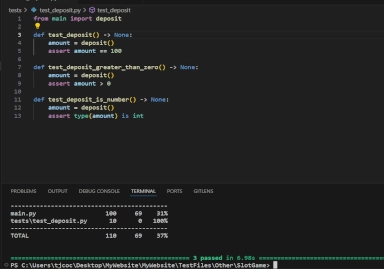 tests > test_deposit.py > test_deposit
1 from main import deposit
2
3 def test_deposit() -> None:
4 amount = deposit()
5 assert amount == 100
6
7 def test_deposit_greater_than_zero() -> None:
8 amount = deposit()
9 assert amount > 0
10
11 def test_deposit_is_number() -> None:
12 amount = deposit()
13 assert type(amount) is int
PROBLEMS OUTPUT DEBUG CONSOLE TERMINAL PORTS GITLENS
------------------------------------------
main.py 100 69 31%
tests\test_deposit.py 10 0 100%
------------------------------------------
TOTAL 110 69 37%
3 passed in 6.98s
PS C:\Users\tjcoc\Desktop\MyWebsite\MyWebsite\TestFiles\Other\SlotGame>